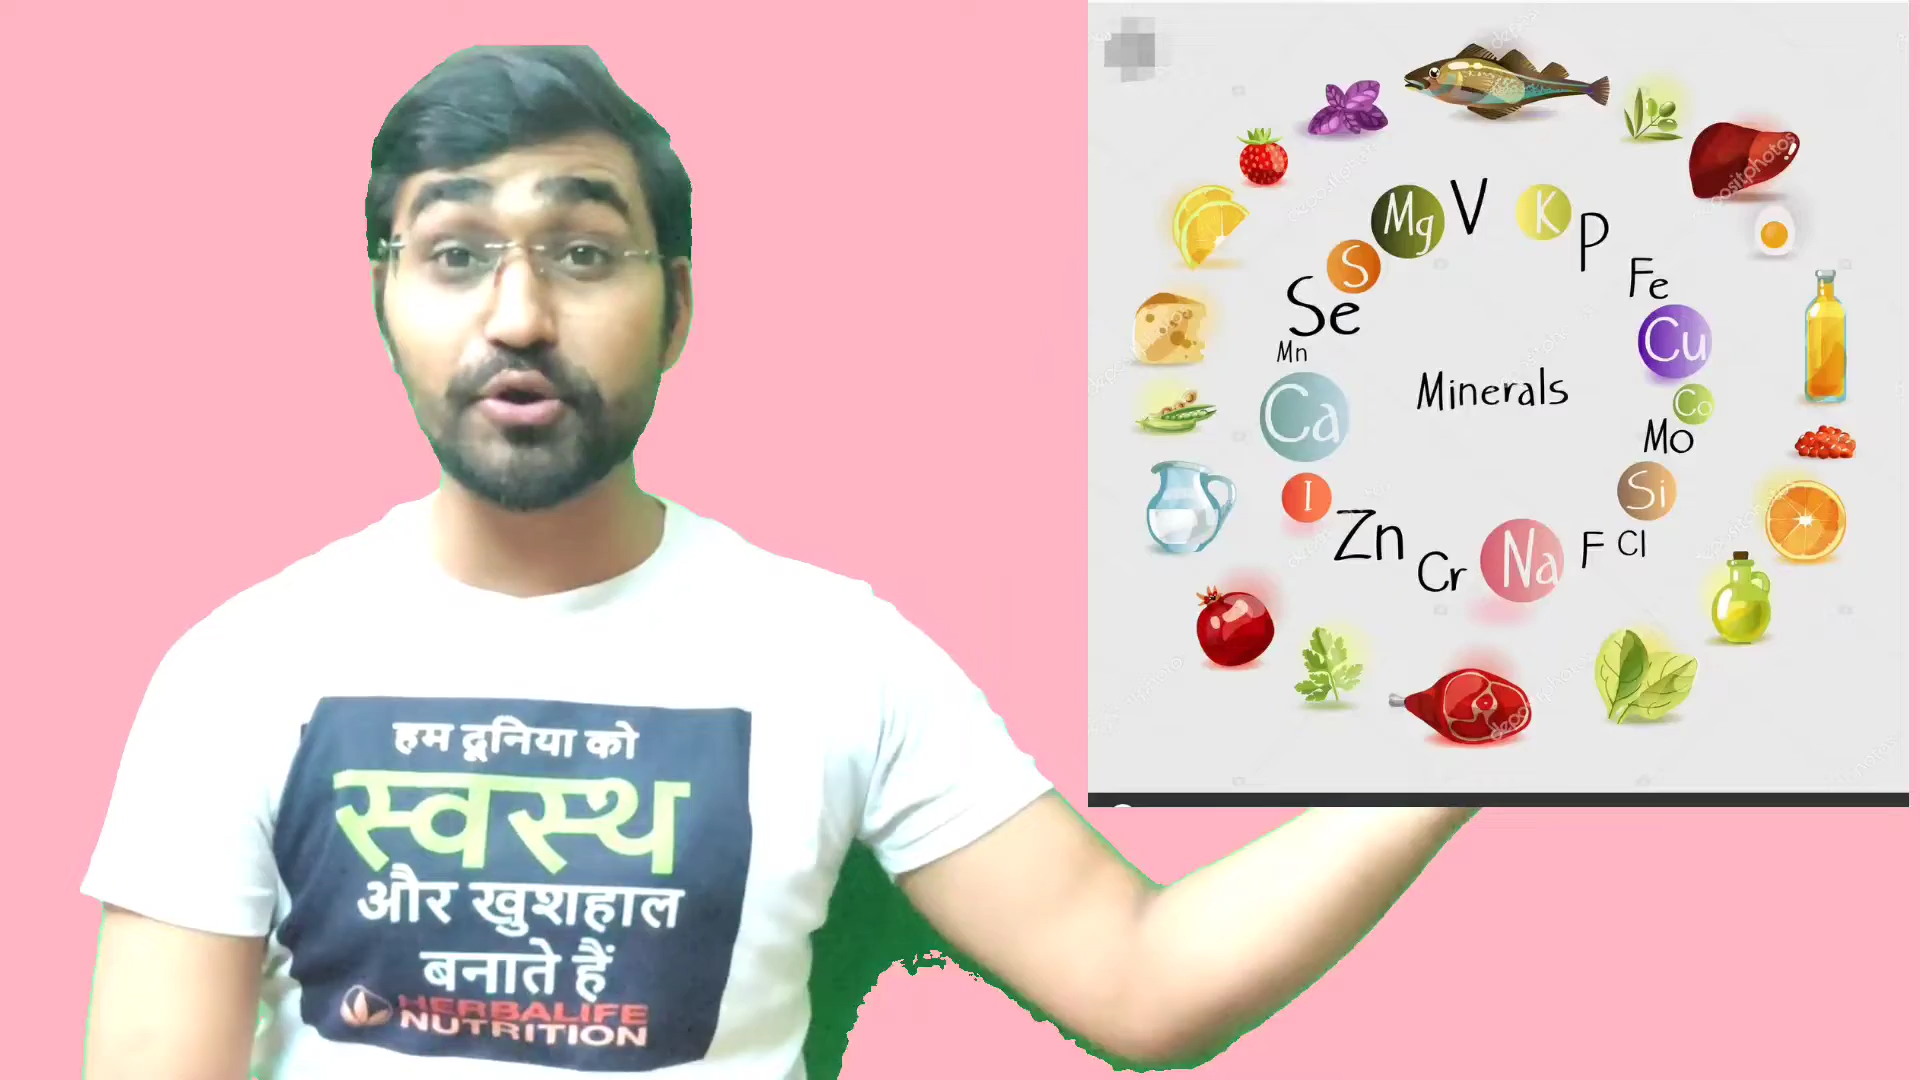 हम दूनिया को
स्वस्थ
और खुशहाल
बनाते हैं
HERBALIFE
NUTRITION
Mg
V
K
P
S
Fe
Se
Cu
Mn
Minerals
Co
Ca
Mo
I
Si
Zn
Cr
Na
F
Cl
depositphotos